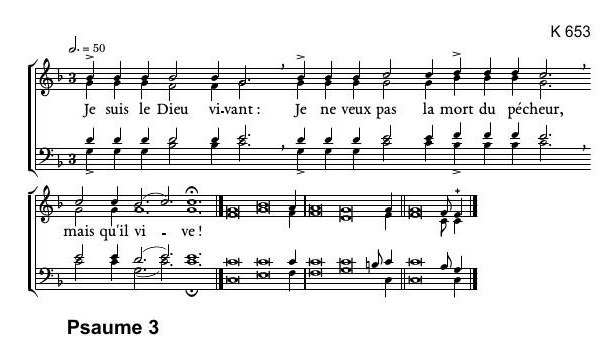 K 653
= 50
Je suis le Dieu vi-vant : Je ne veux pas la mort du pécheur,
mais qu'il vi - ve !
Psaume 3